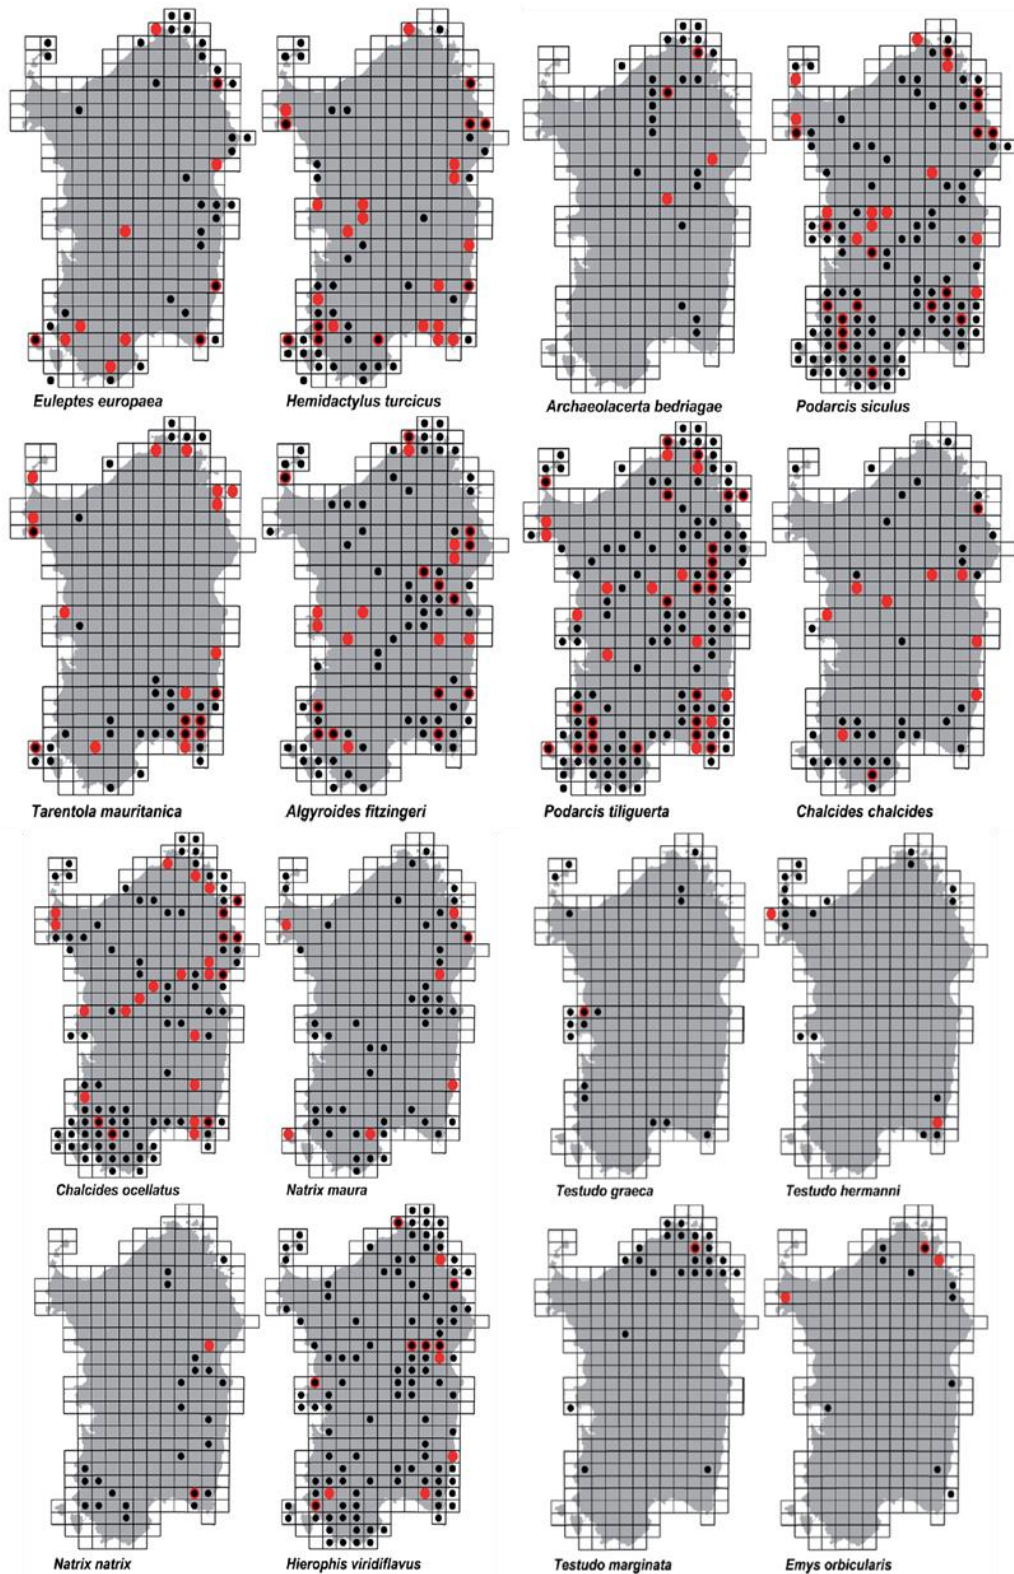 Euleptes europaea
Hemidactylus turcicus
Archaeolacerta bedriagae
Podarcis siculus
Tarentola mauritanica
Algyroides fitzingeri
Podarcis tiliguerta
Chalcides chalcides
Chalcides ocellatus
Natrix maura
Testudo graeca
Testudo hermanni
Natrix natrix
Hierophis viridiflavus
Testudo marginata
Emys orbicularis